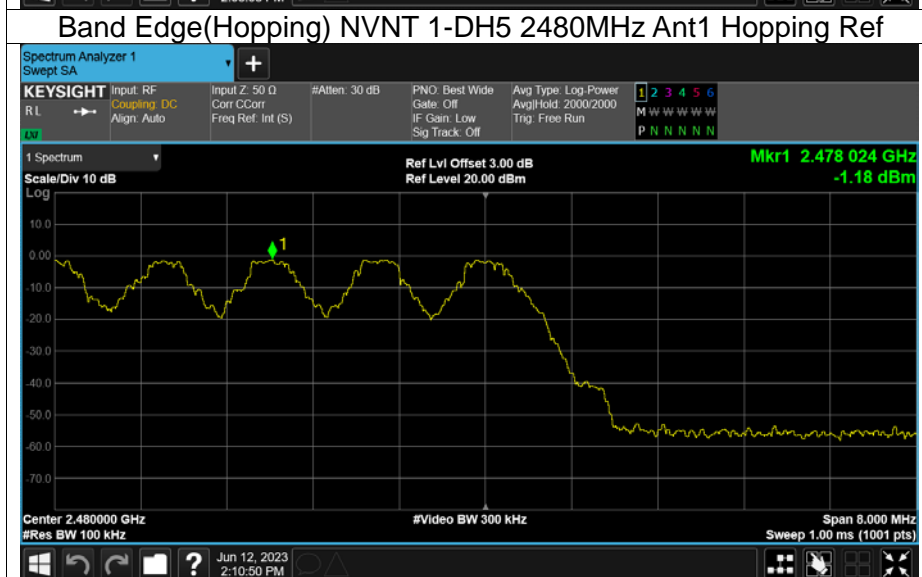 Band Edge(Hopping) NVNT 1-DH5 2480MHz Ant1 Hopping Ref
Spectrum Analyzer 1
Swept SA
+
KEYSIGHT Input: RF Input Z: 50 Ω #Atten: 30 dB PNO: Best Wide Avg Type: Log-Power 1 2 3 4 5 6
R L Coupling: DC Corr CCorr Gate: Off Avg|Hold: 2000/2000 M W W W W W
Align: Auto Freq Ref: Int (S) IF Gain: Low Trig: Free Run
Sig Track: Off P N N N N N
LXI
1 Spectrum Ref Lvl Offset 3.00 dB Mkr1 2.478 024 GHz
Scale/Div 10 dB Ref Level 20.00 dBm -1.18 dBm
Log
10.0
1
0.00
-10.0
-20.0
-30.0
-40.0
-50.0
-60.0
-70.0
Center 2.480000 GHz #Video BW 300 kHz Span 8.000 MHz
#Res BW 100 kHz Sweep 1.00 ms (1001 pts)
? Jun 12, 2023
2:10:50 PM